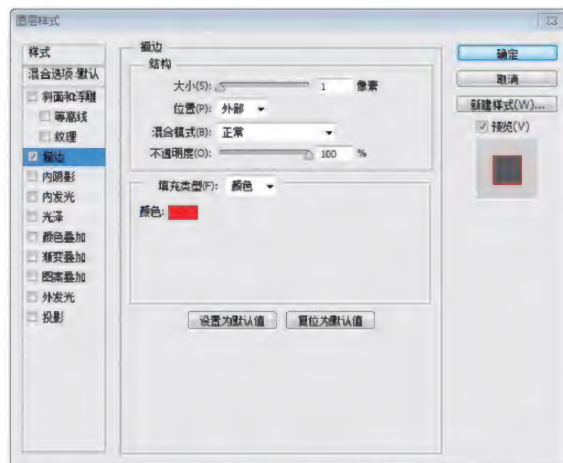 图层样式
样式
混合选项:默认
斜面和浮雕
等高线
纹理
描边
内阴影
内发光
光泽
颜色叠加
渐变叠加
图案叠加
外发光
投影
描边
结构
大小(S): 1 像素
位置(P): 外部
混合模式(B): 正常
不透明度(O): 100 %
填充类型(F): 颜色
颜色:
设置为默认值 复位为默认值
确定
取消
新建样式(W)...
预览(V)